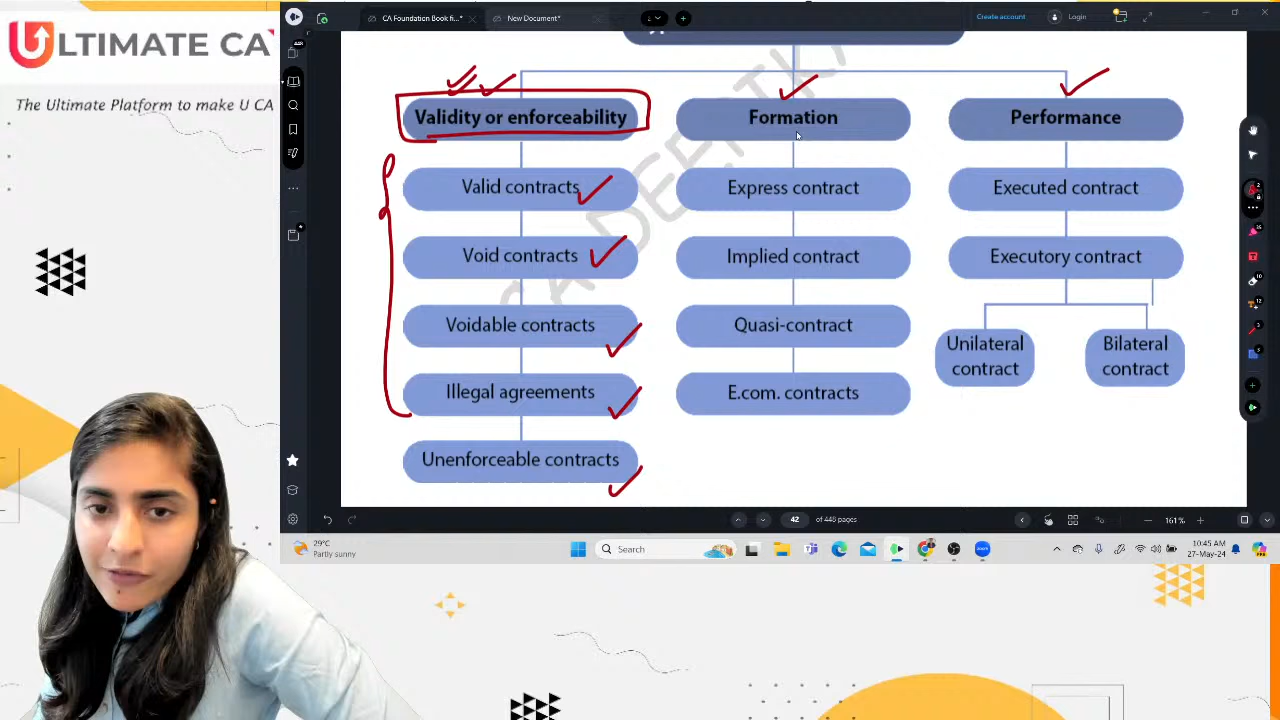 ULTIMATE CA
The Ultimate Platform to make U CA
CA Foundation Book fi...*
New Document*
Create account
Login
Validity or enforceability
Formation
Performance
Valid contracts
Express contract
Executed contract
Void contracts
Implied contract
Executory contract
Voidable contracts
Quasi-contract
Unilateral contract
Bilateral contract
Illegal agreements
E.com. contracts
Unenforceable contracts
42 of 448 pages
161%
29°C
Partly sunny
Search
10:45 AM
27-May-24